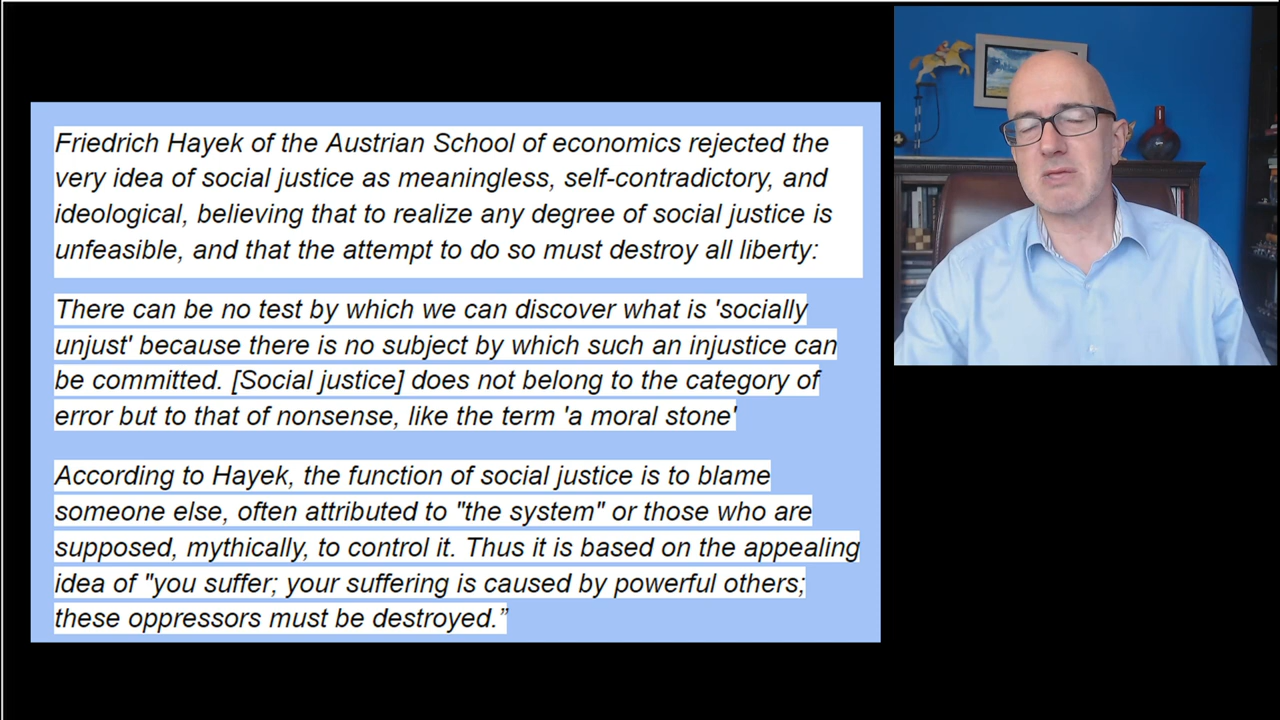 Friedrich Hayek of the Austrian School of economics rejected the
very idea of social justice as meaningless, self-contradictory, and
ideological, believing that to realize any degree of social justice is
unfeasible, and that the attempt to do so must destroy all liberty:
There can be no test by which we can discover what is 'socially
unjust' because there is no subject by which such an injustice can
be committed. [Social justice] does not belong to the category of
error but to that of nonsense, like the term 'a moral stone'
According to Hayek, the function of social justice is to blame
someone else, often attributed to "the system" or those who are
supposed, mythically, to control it. Thus it is based on the appealing
idea of "you suffer; your suffering is caused by powerful others;
these oppressors must be destroyed.”